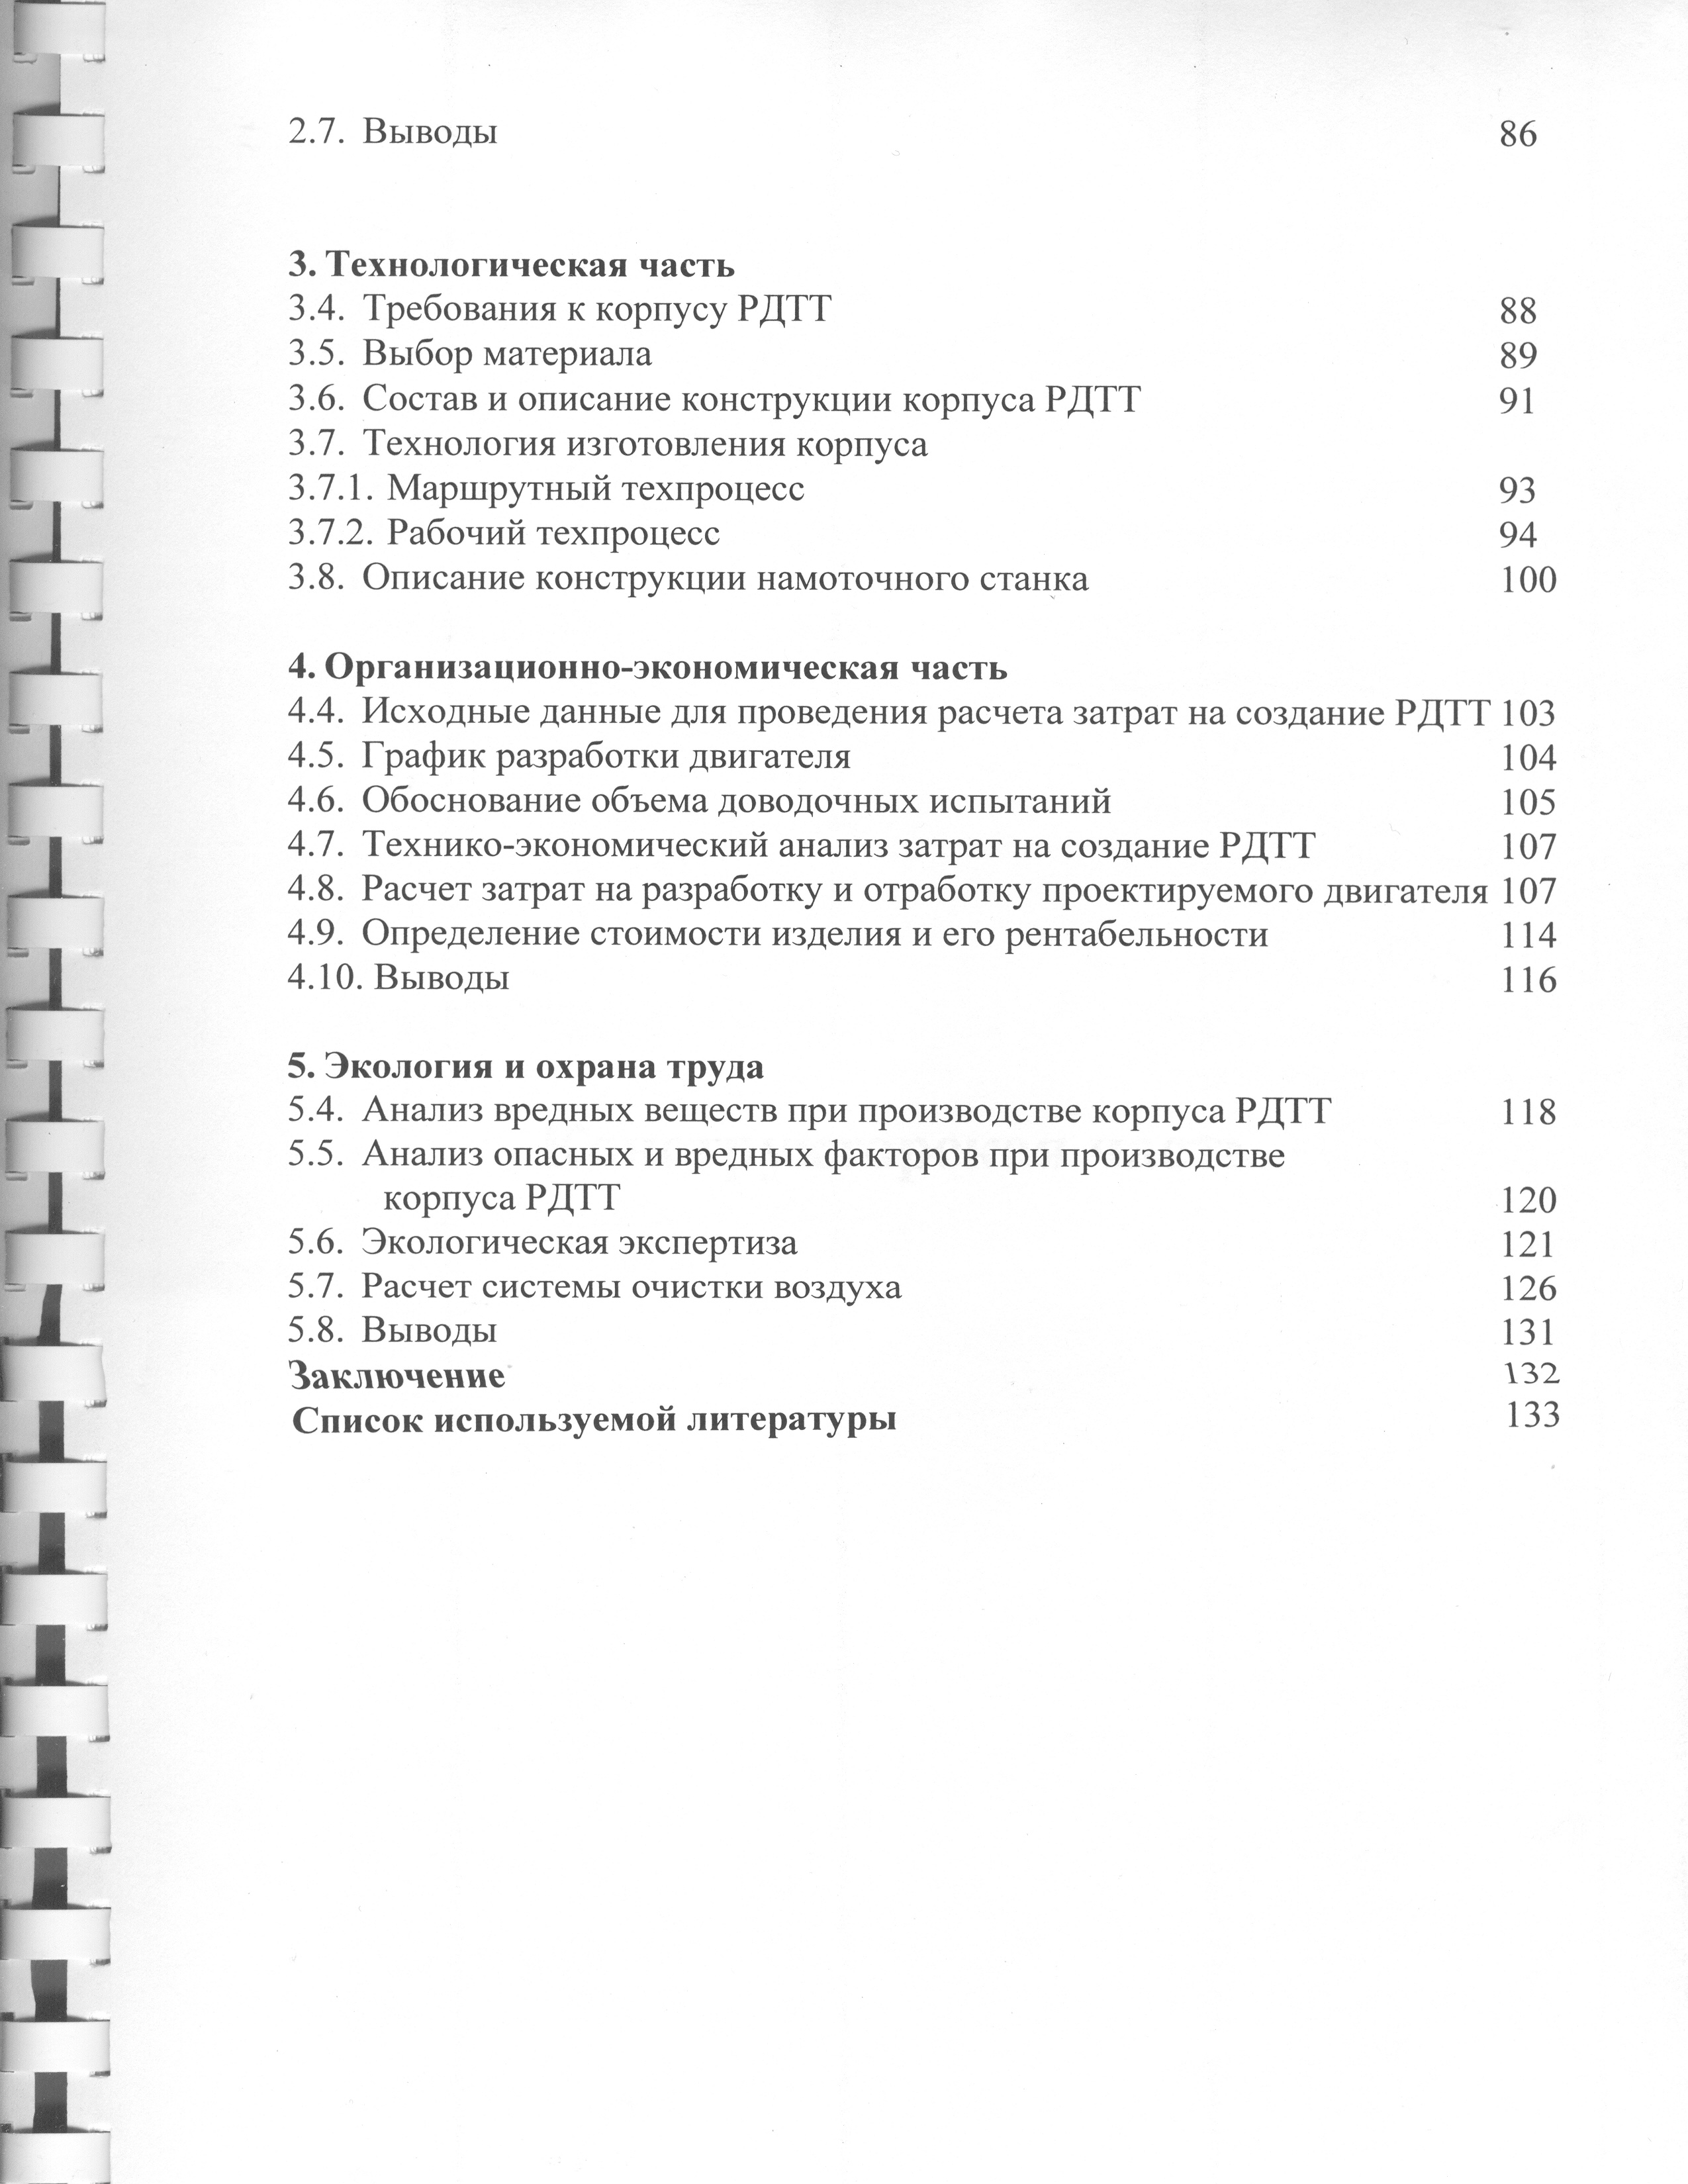 2.7. Выводы 86
3. Технологическая часть
3.4. Требования к корпусу РДТТ 88
3.5. Выбор материала 89
3.6. Состав и описание конструкции корпуса РДТТ 91
3.7. Технология изготовления корпуса
3.7.1. Маршрутный техпроцесс 93
3.7.2. Рабочий техпроцесс 94
3.8. Описание конструкции намоточного станка 100
4. Организационно-экономическая часть
4.4. Исходные данные для проведения расчета затрат на создание РДТТ 103
4.5. График разработки двигателя 104
4.6. Обоснование объема доводочных испытаний 105
4.7. Технико-экономический анализ затрат на создание РДТТ 107
4.8. Расчет затрат на разработку и отработку проектируемого двигателя 107
4.9. Определение стоимости изделия и его рентабельности 114
4.10. Выводы 116
5. Экология и охрана труда
5.4. Анализ вредных веществ при производстве корпуса РДТТ 118
5.5. Анализ опасных и вредных факторов при производстве
корпуса РДТТ 120
5.6. Экологическая экспертиза 121
5.7. Расчет системы очистки воздуха 126
5.8. Выводы 131
Заключение 132
Список используемой литературы 133